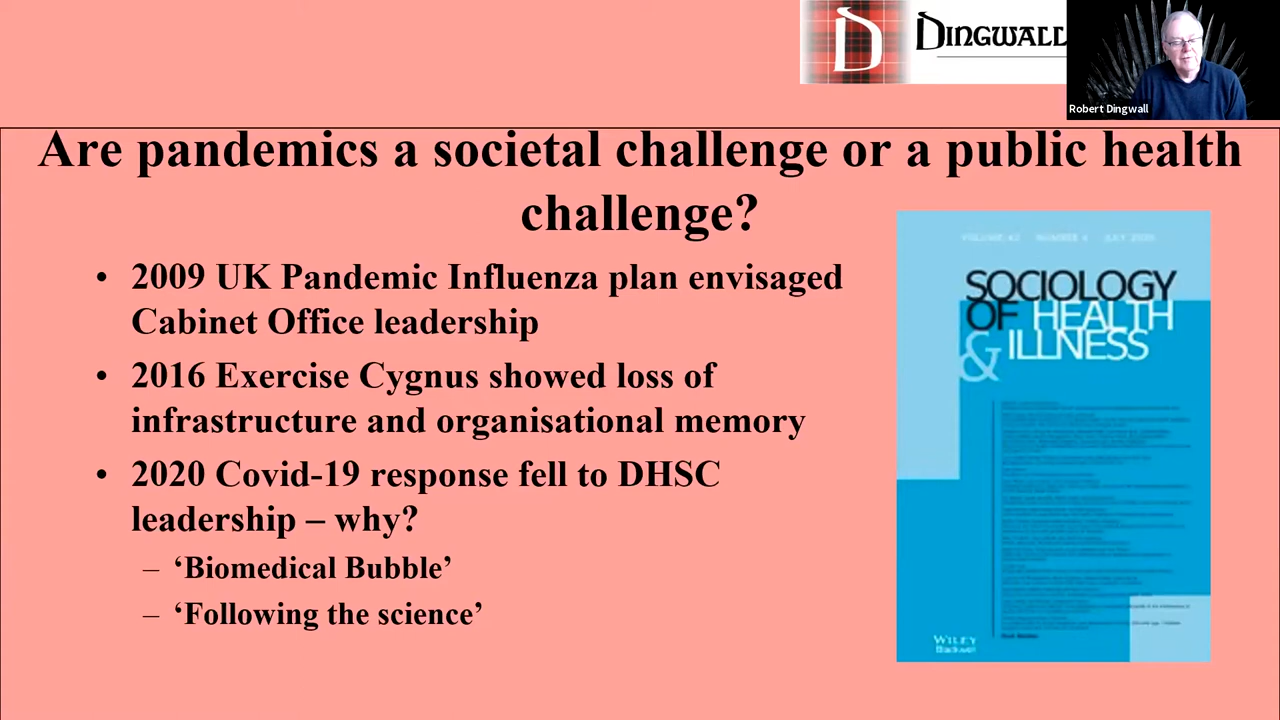 D DINGWALL
Robert Dingwall
Are pandemics a societal challenge or a public health
challenge?
• 2009 UK Pandemic Influenza plan envisaged
Cabinet Office leadership
• 2016 Exercise Cygnus showed loss of
infrastructure and organisational memory
• 2020 Covid-19 response fell to DHSC
leadership – why?
– ‘Biomedical Bubble’
– ‘Following the science’
SOCIOLOGY
OF HEALTH
& ILLNESS
WILEY
Blackwell